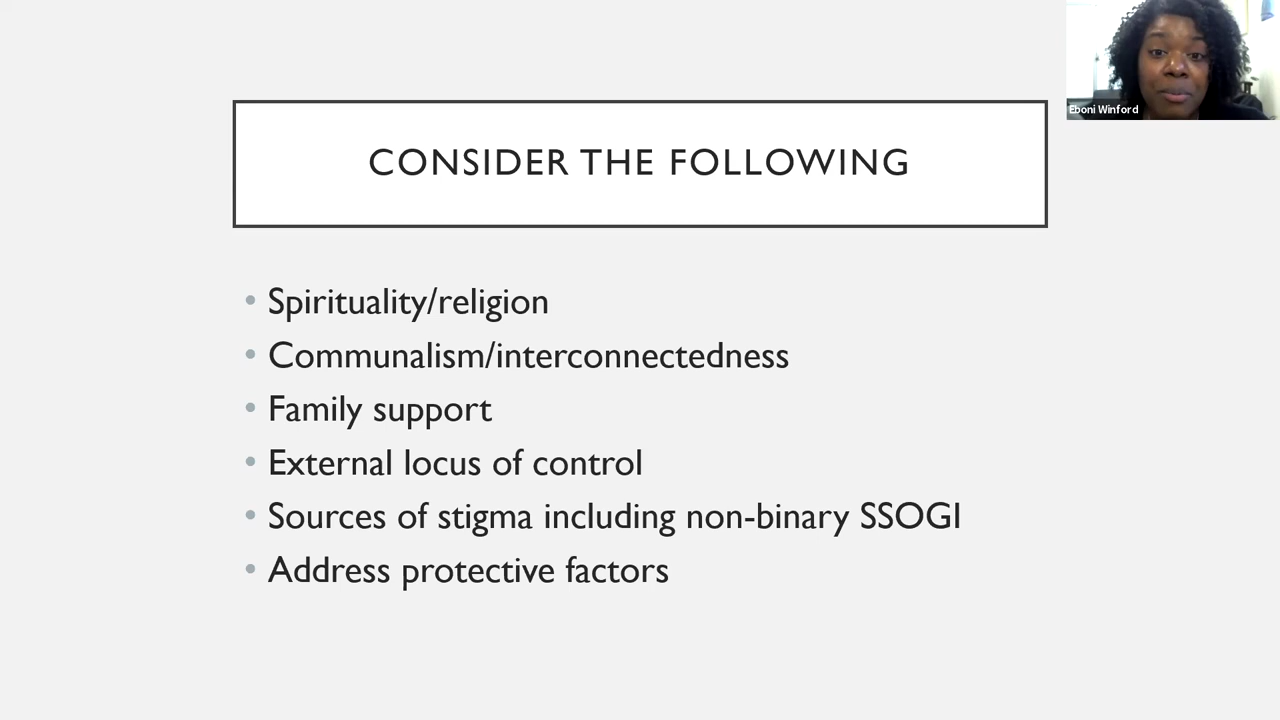 CONSIDER THE FOLLOWING
• Spirituality/religion
• Communalism/interconnectedness
• Family support
• External locus of control
• Sources of stigma including non-binary SSOGI
• Address protective factors
Eboni Winford